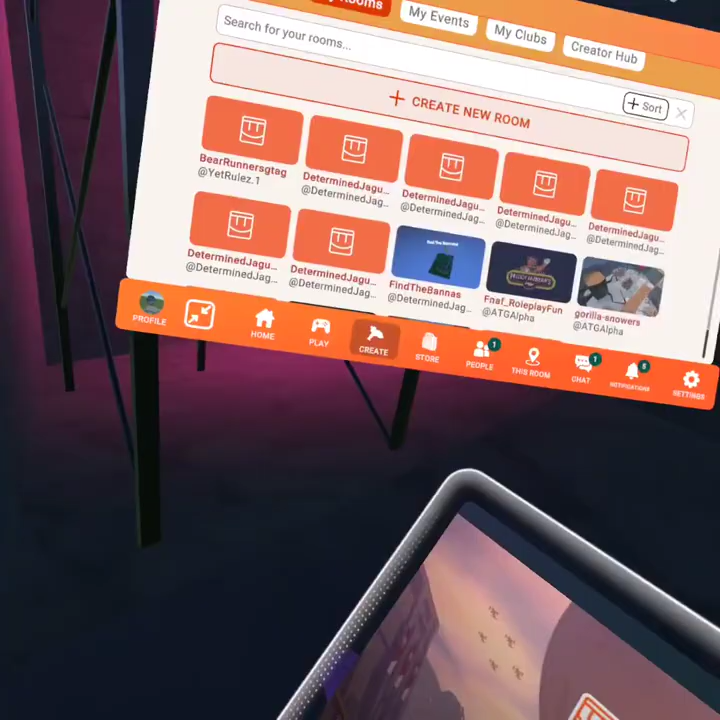 Rooms
My Events
My Clubs
Creator Hub
Search for your rooms...
+ Sort
+ CREATE NEW ROOM
BearRunnersgtag
@YetRulez.1
DeterminedJagu...
@DeterminedJag...
DeterminedJagu...
@DeterminedJag...
DeterminedJagu...
@DeterminedJag...
DeterminedJagu...
@DeterminedJag...
DeterminedJagu...
@DeterminedJag...
DeterminedJagu...
@DeterminedJag...
FindTheBannas
@DeterminedJag...
Fnaf_RoleplayFun
@ATGAlpha
gorilla-snowers
@ATGAlpha
PROFILE
HOME
PLAY
CREATE
STORE
PEOPLE
1
THIS ROOM
CHAT
1
NOTIFICATIONS
SETTINGS